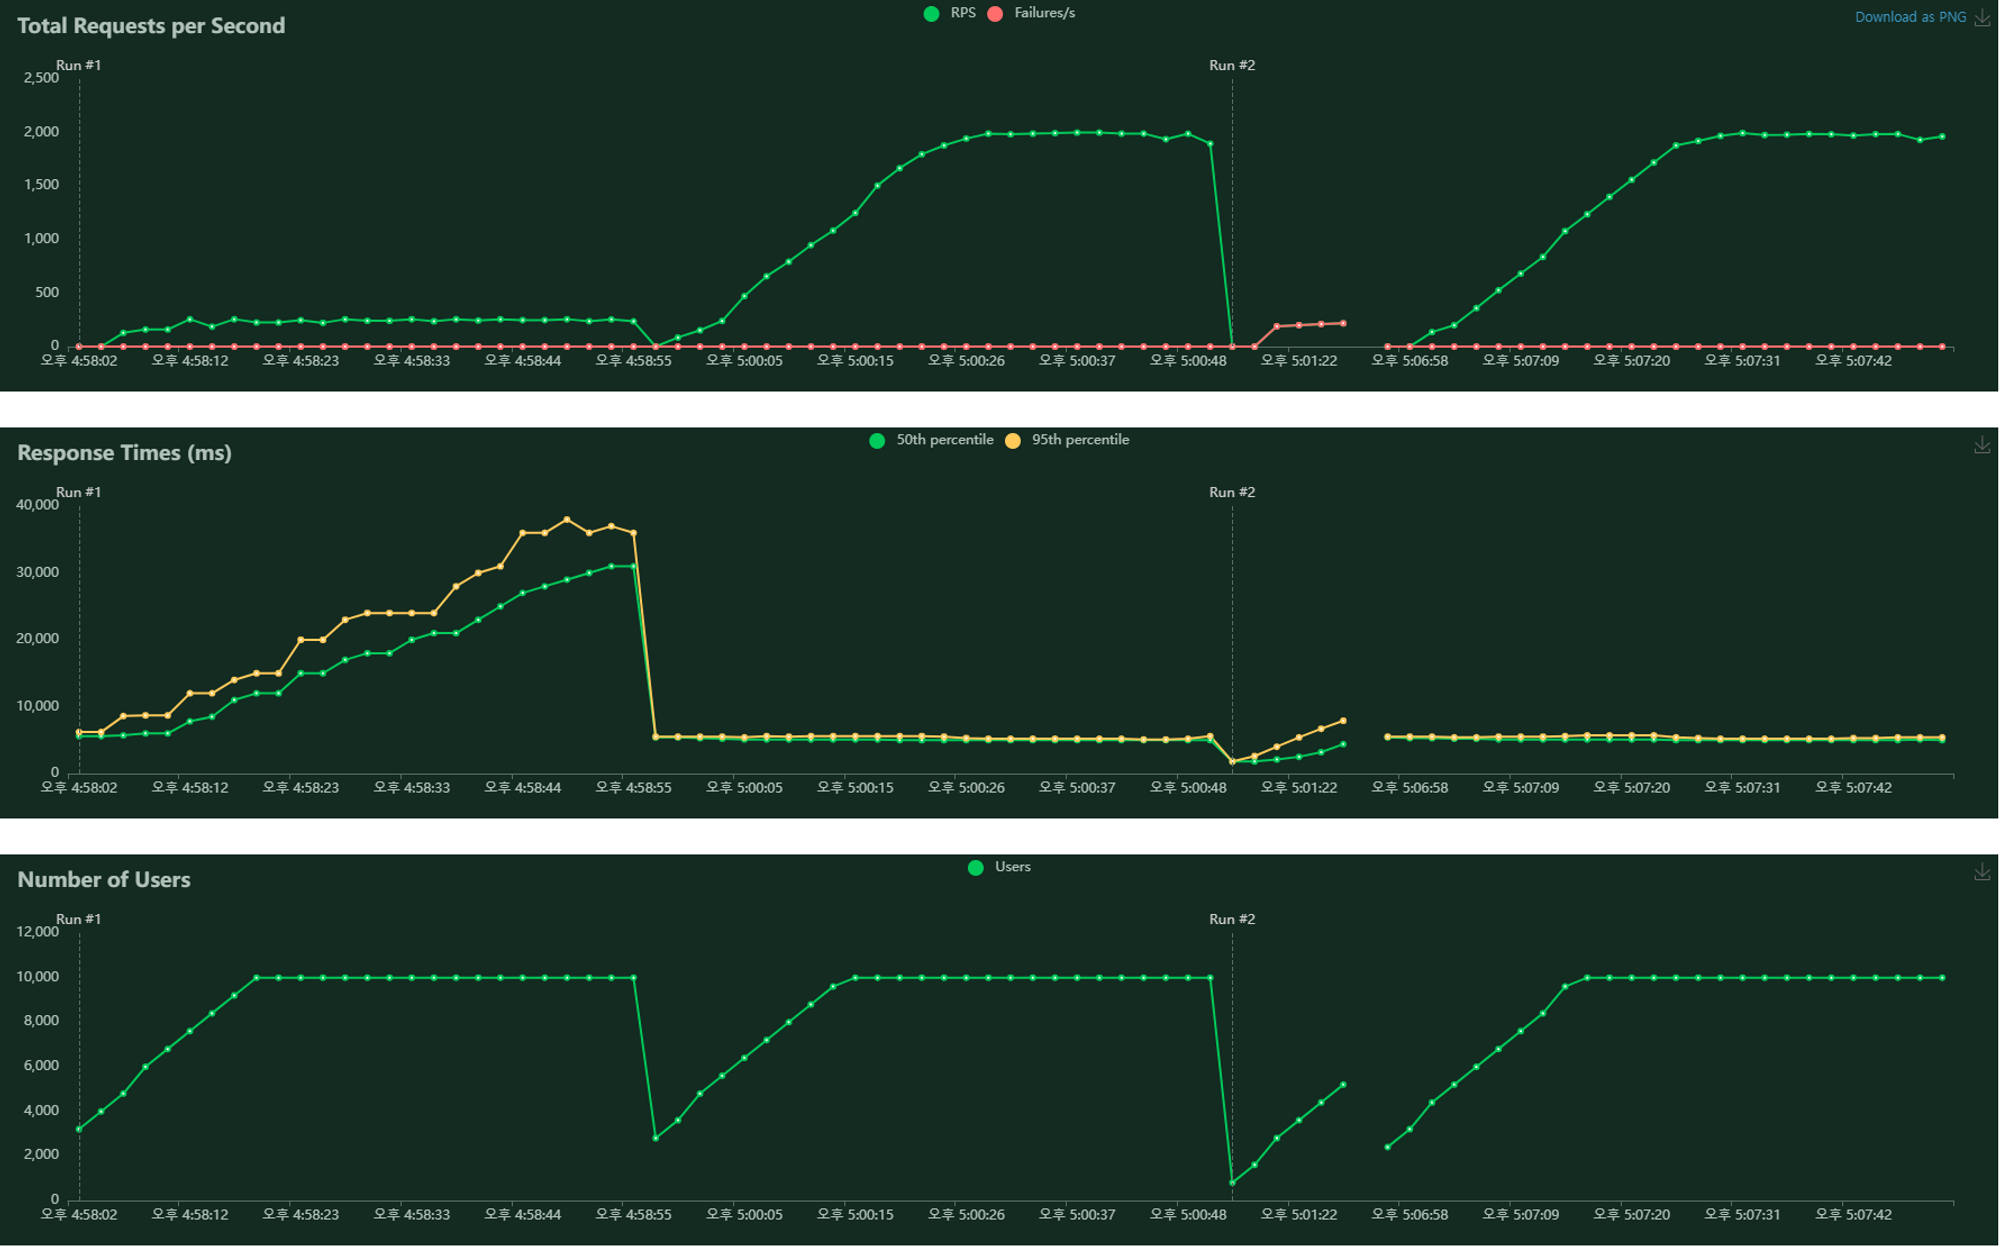 Total Requests per Second
RPS Failures/s
Download as PNG
Run #1 Run #2
2,500
2,000
1,500
1,000
500
0
오후 4:58:02 오후 4:58:12 오후 4:58:23 오후 4:58:33 오후 4:58:44 오후 4:58:55 오후 5:00:05 오후 5:00:15 오후 5:00:26 오후 5:00:37 오후 5:00:48 오후 5:01:22 오후 5:06:58 오후 5:07:09 오후 5:07:20 오후 5:07:31 오후 5:07:42
Response Times (ms)
50th percentile 95th percentile
Run #1 Run #2
40,000
30,000
20,000
10,000
0
오후 4:58:02 오후 4:58:12 오후 4:58:23 오후 4:58:33 오후 4:58:44 오후 4:58:55 오후 5:00:05 오후 5:00:15 오후 5:00:26 오후 5:00:37 오후 5:00:48 오후 5:01:22 오후 5:06:58 오후 5:07:09 오후 5:07:20 오후 5:07:31 오후 5:07:42
Number of Users
Users
Run #1 Run #2
12,000
10,000
8,000
6,000
4,000
2,000
0
오후 4:58:02 오후 4:58:12 오후 4:58:23 오후 4:58:33 오후 4:58:44 오후 4:58:55 오후 5:00:05 오후 5:00:15 오후 5:00:26 오후 5:00:37 오후 5:00:48 오후 5:01:22 오후 5:06:58 오후 5:07:09 오후 5:07:20 오후 5:07:31 오후 5:07:42